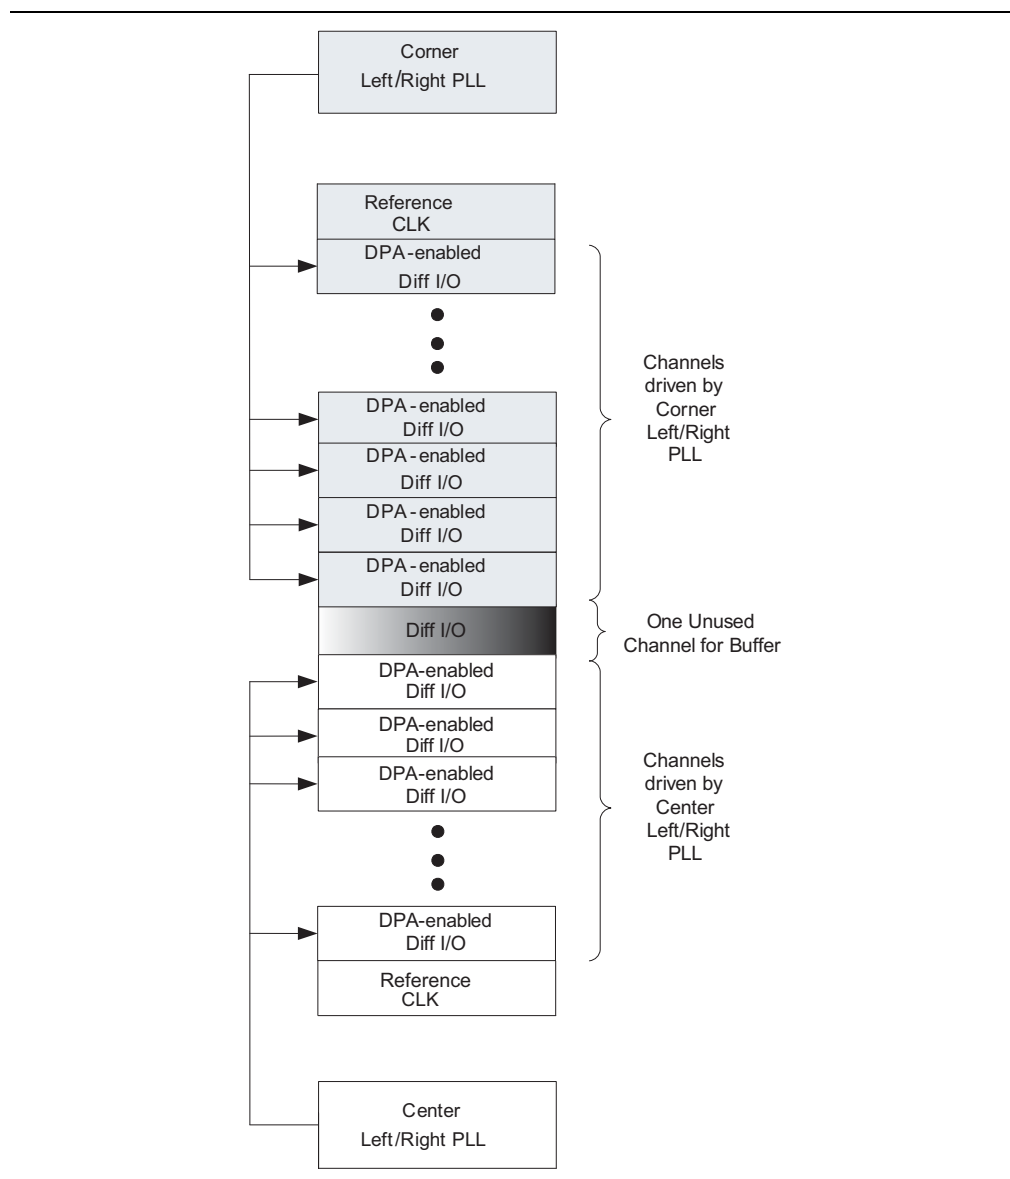 Corner
Left/Right PLL
Reference
CLK
DPA-enabled
Diff I/O
DPA-enabled
Diff I/O
DPA-enabled
Diff I/O
DPA-enabled
Diff I/O
DPA-enabled
Diff I/O
Channels
driven by
Corner
Left/Right
PLL
Diff I/O
One Unused
Channel for Buffer
DPA-enabled
Diff I/O
DPA-enabled
Diff I/O
DPA-enabled
Diff I/O
DPA-enabled
Diff I/O
Channels
driven by
Center
Left/Right
PLL
Reference
CLK
Center
Left/Right PLL